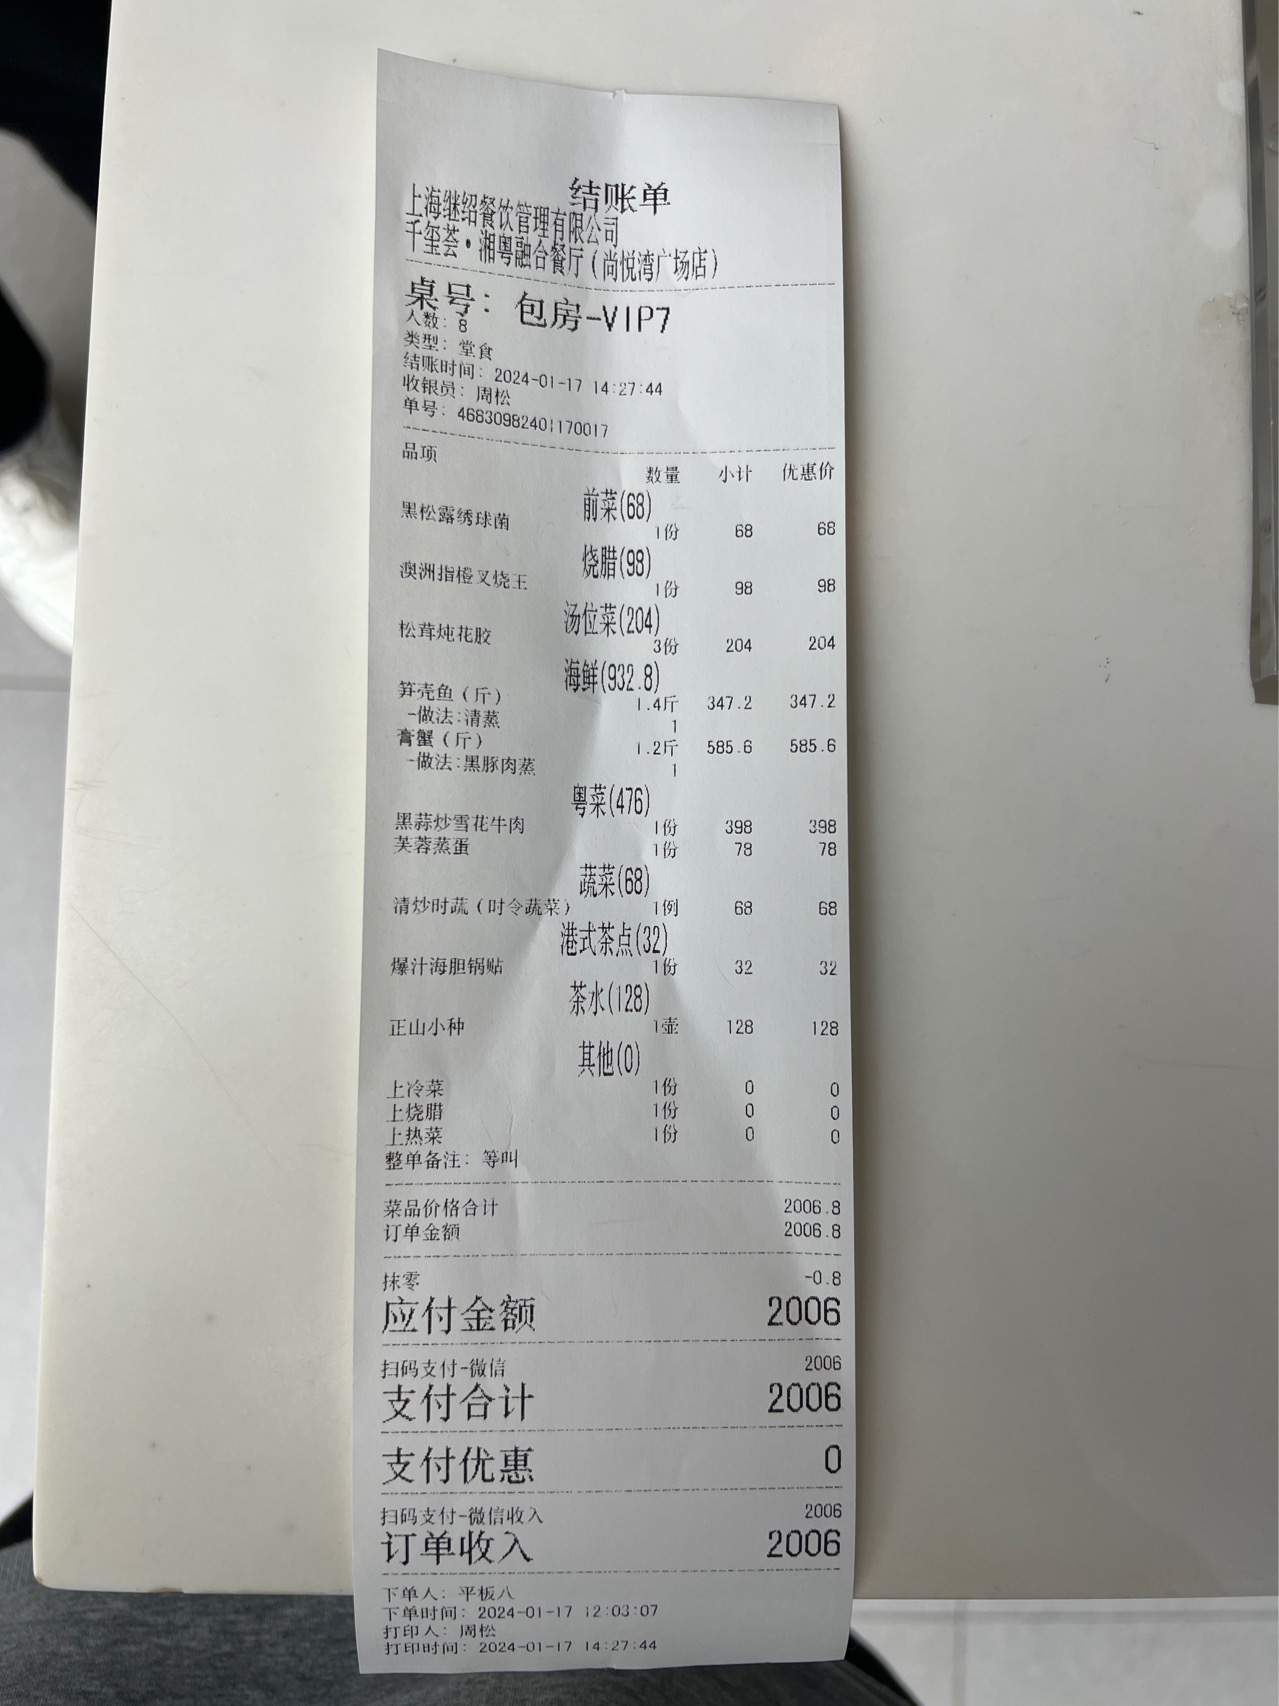 结账单
上海继绍餐饮管理有限公司
千玺荟·湘粤融合餐厅(尚悦湾广场店)
桌号: 包房-VIP7
人数: 8
类型: 堂食
结账时间: 2024-01-17 14:27:44
收银员: 周松
单号: 46830982401170017
品项 数量 小计 优惠价
前菜(68)
黑松露绣球菌 1份 68 68
烧腊(98)
澳洲指橙叉烧王 1份 98 98
汤位菜(204)
松茸炖花胶 3份 204 204
海鲜(932.8)
笋壳鱼(斤) 1.4斤 347.2 347.2
-做法:清蒸 1
膏蟹(斤) 1.2斤 585.6 585.6
-做法:黑豚肉蒸 1
粤菜(476)
黑蒜炒雪花牛肉 1份 398 398
芙蓉蒸蛋 1份 78 78
蔬菜(68)
清炒时蔬(时令蔬菜) 1例 68 68
港式茶点(32)
爆汁海胆锅贴 1份 32 32
茶水(128)
正山小种 1壶 128 128
其他(0)
上冷菜 1份 0 0
上烧腊 1份 0 0
上热菜 1份 0 0
整单备注: 等叫
菜品价格合计 2006.8
订单金额 2006.8
抹零 -0.8
应付金额 2006
扫码支付-微信 2006
支付合计 2006
支付优惠 0
扫码支付-微信收入 2006
订单收入 2006
下单人: 平板八
下单时间: 2024-01-17 12:03:07
打印人: 周松
打印时间: 2024-01-17 14:27:44